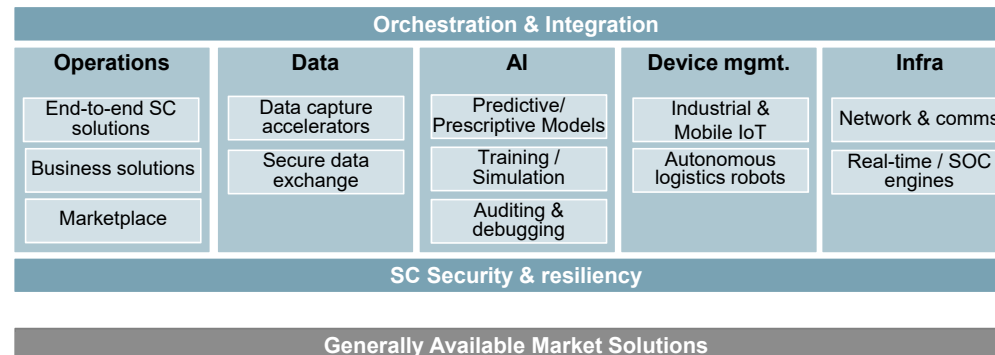 Orchestration & Integration
Operations
End-to-end SC
solutions
Business solutions
Marketplace
Data
Data capture
accelerators
Secure data
exchange
AI
Predictive/
Prescriptive Models
Training /
Simulation
Auditing &
debugging
Device mgmt.
Industrial &
Mobile IoT
Autonomous
logistics robots
Infra
Network & comms
Real-time / SOC
engines
SC Security & resiliency
Generally Available Market Solutions